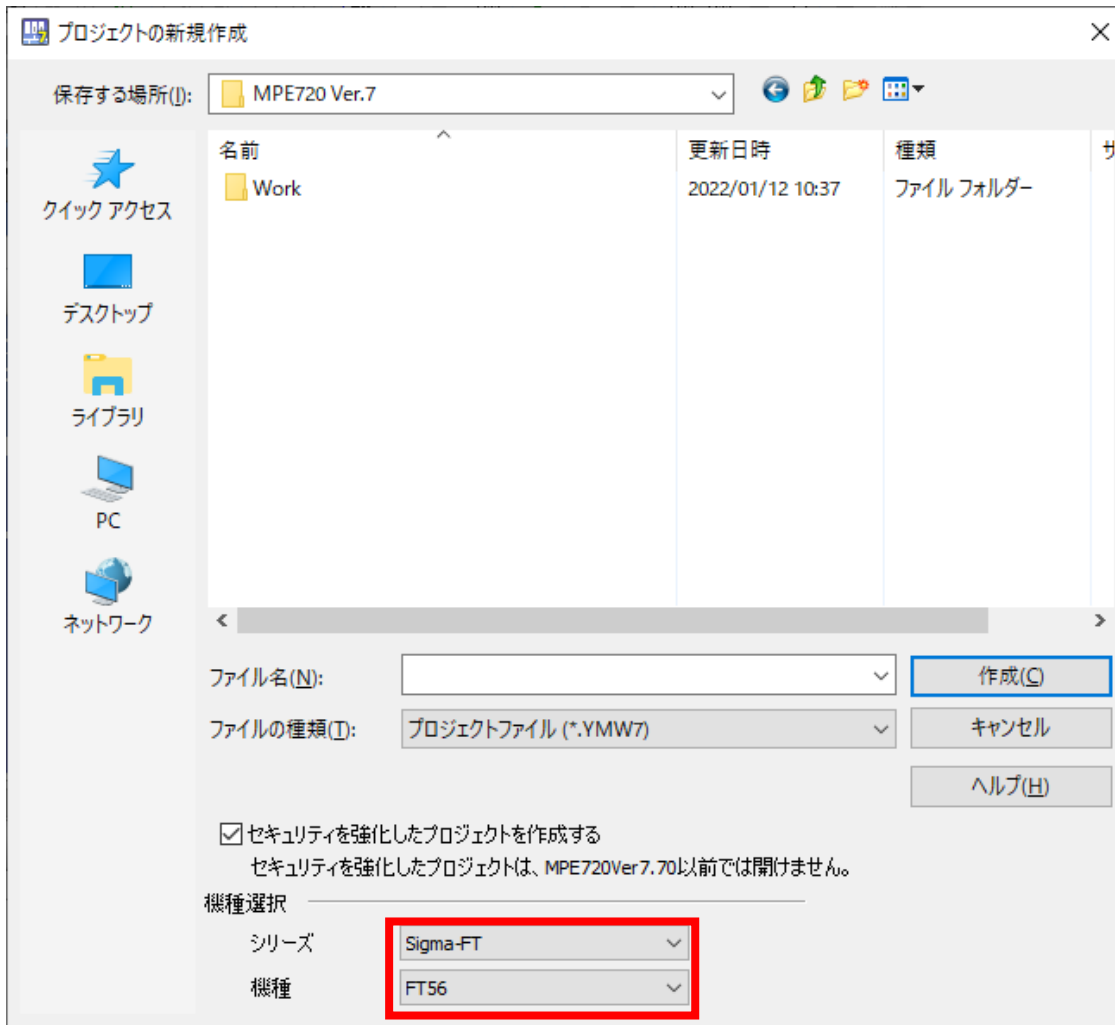 プロジェクトの新規作成
保存する場所(I): MPE720 Ver.7
名前 更新日時 種類 サ
Work 2022/01/12 10:37 ファイル フォルダー
クイック アクセス
デスクトップ
ライブラリ
PC
ネットワーク
ファイル名(N): 作成(C)
ファイルの種類(T): プロジェクトファイル (*.YMW7) キャンセル
ヘルプ(H)
セキュリティを強化したプロジェクトを作成する
セキュリティを強化したプロジェクトは、MPE720Ver7.70以前では開けません。
機種選択
シリーズ Sigma-FT
機種 FT56